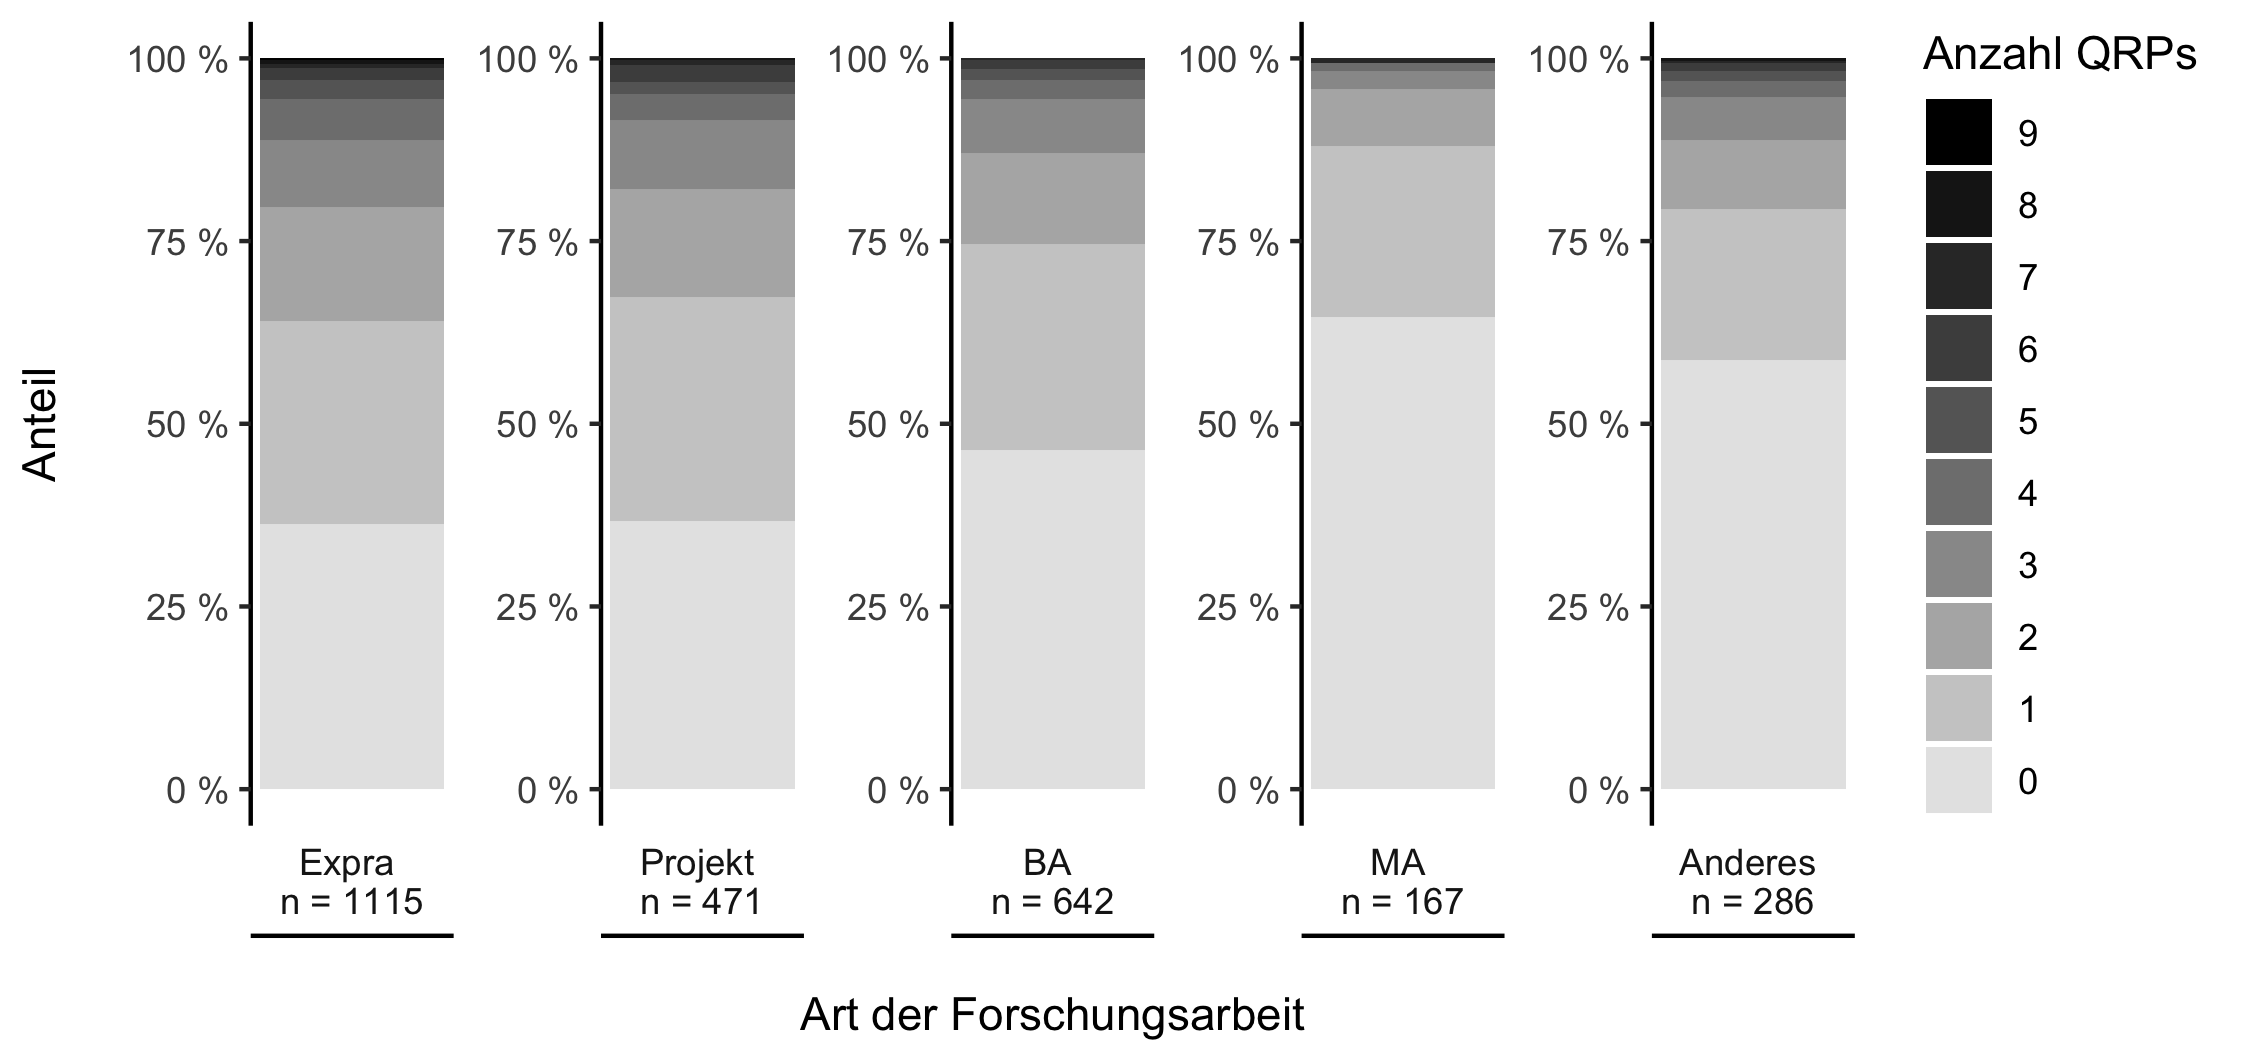 Anteil
100 %
75 %
50 %
25 %
0 %
Expra
n = 1115
100 %
75 %
50 %
25 %
0 %
Projekt
n = 471
100 %
75 %
50 %
25 %
0 %
BA
n = 642
100 %
75 %
50 %
25 %
0 %
MA
n = 167
100 %
75 %
50 %
25 %
0 %
Anderes
n = 286
Art der Forschungsarbeit
Anzahl QRPs
9
8
7
6
5
4
3
2
1
0